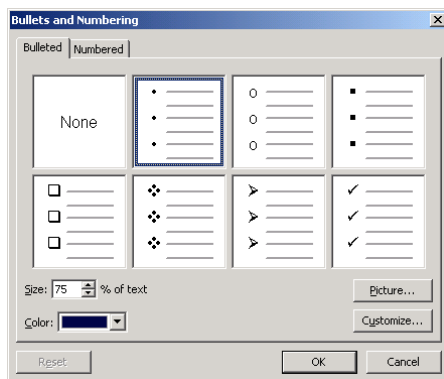 Bullets and Numbering
Bulleted Numbered
None
Size: 75 % of text
Picture...
Color:
Customize...
Reset OK Cancel